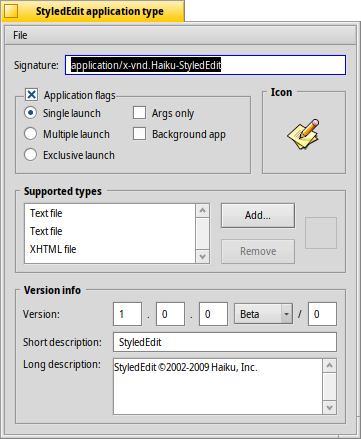 StyledEdit application type
File
Signature: application/x-vnd.Haiku-StyledEdit
Application flags
Single launch
Args only
Multiple launch
Background app
Exclusive launch
Icon
Supported types
Text file
Text file
XHTML file
Add...
Remove
Version info
Version: 1 . 0 . 0 Beta / 0
Short description: StyledEdit
Long description: StyledEdit ©2002-2009 Haiku, Inc.